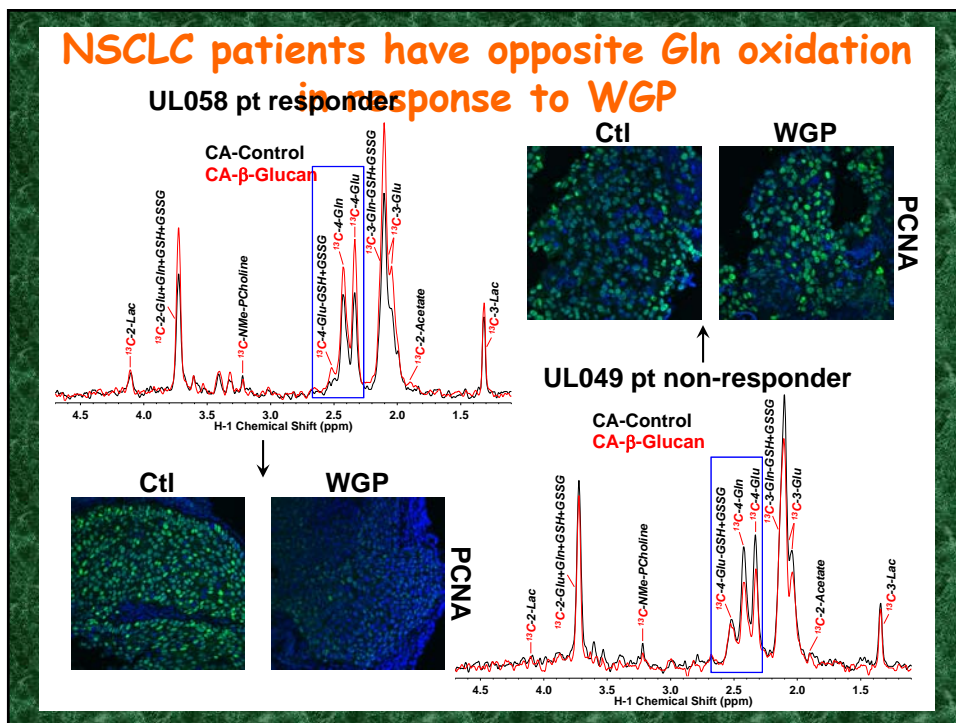 NSCLC patients have opposite Gln oxidation
in response to WGP
UL058 pt responder
CA-Control
CA-β-Glucan
¹³C-2-Lac
¹³C-2-Glu+Gln+GSH+GSSG
¹³C-NMe-PCholine
¹³C-4-Glu-GSH+GSSG
¹³C-4-Gln
¹³C-4-Glu
¹³C-3-Gln-GSH+GSSG
¹³C-3-Glu
¹³C-2-Acetate
¹³C-3-Lac
4.5 4.0 3.5 3.0 2.5 2.0 1.5
H-1 Chemical Shift (ppm)
Ctl WGP
PCNA
Ctl WGP
PCNA
UL049 pt non-responder
CA-Control
CA-β-Glucan
¹³C-2-Lac
¹³C-2-Glu+Gln+GSH+GSSG
¹³C-NMe-PCholine
¹³C-4-Glu-GSH+GSSG
¹³C-4-Gln
¹³C-4-Glu
¹³C-3-Gln-GSH+GSSG
¹³C-3-Glu
¹³C-2-Acetate
¹³C-3-Lac
4.5 4.0 3.5 3.0 2.5 2.0 1.5
H-1 Chemical Shift (ppm)